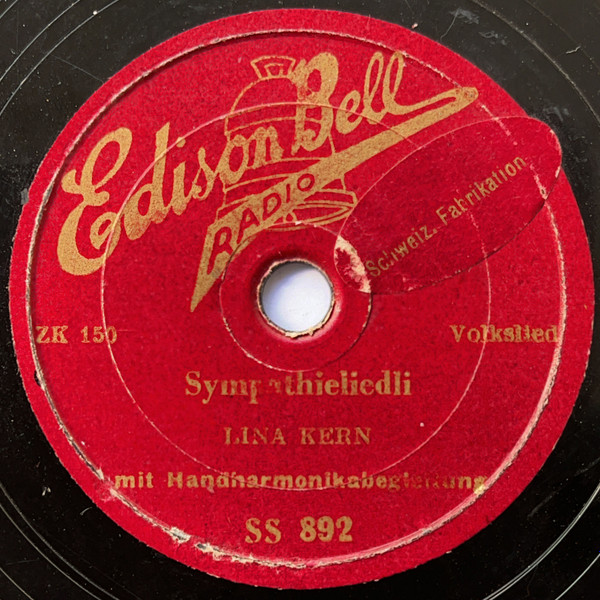 Edison Bell
RADIO
Schweiz. Fabrikation
ZK 150
Volkslied
Sympathieliedli
LINA KERN
mit Handharmonikabegleitung
SS 892